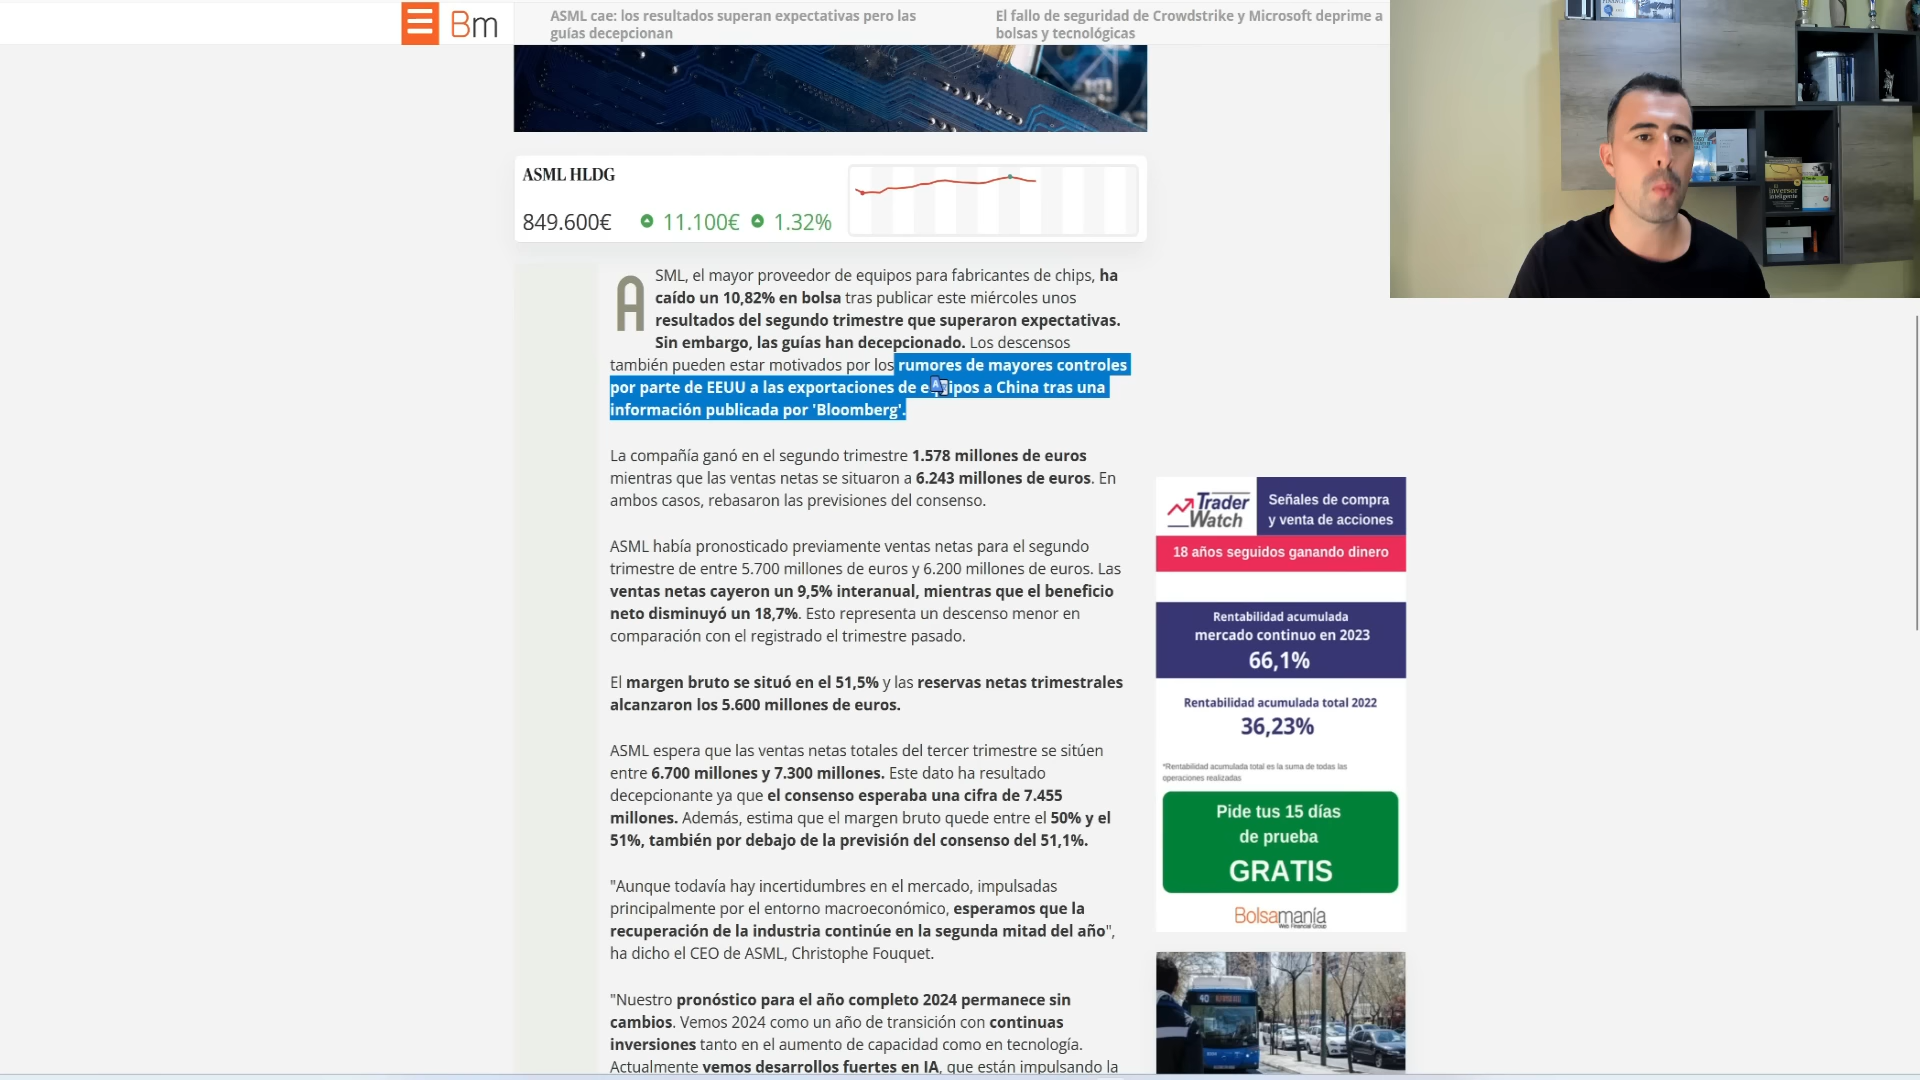 Bm
ASML cae: los resultados superan expectativas pero las
guías decepcionan
El fallo de seguridad de Crowdstrike y Microsoft deprime a
bolsas y tecnológicas
ASML HLDG
849.600€ 11.100€ 1.32%
ASML, el mayor proveedor de equipos para fabricantes de chips, ha
caído un 10,82% en bolsa tras publicar este miércoles unos
resultados del segundo trimestre que superaron expectativas.
Sin embargo, las guías han decepcionado. Los descensos
también pueden estar motivados por los rumores de mayores controles
por parte de EEUU a las exportaciones de equipos a China tras una
información publicada por 'Bloomberg'.
La compañía ganó en el segundo trimestre 1.578 millones de euros
mientras que las ventas netas se situaron a 6.243 millones de euros. En
ambos casos, rebasaron las previsiones del consenso.
ASML había pronosticado previamente ventas netas para el segundo
trimestre de entre 5.700 millones de euros y 6.200 millones de euros. Las
ventas netas cayeron un 9,5% interanual, mientras que el beneficio
neto disminuyó un 18,7%. Esto representa un descenso menor en
comparación con el registrado el trimestre pasado.
El margen bruto se situó en el 51,5% y las reservas netas trimestrales
alcanzaron los 5.600 millones de euros.
ASML espera que las ventas netas totales del tercer trimestre se sitúen
entre 6.700 millones y 7.300 millones. Este dato ha resultado
decepcionante ya que el consenso esperaba una cifra de 7.455
millones. Además, estima que el margen bruto quede entre el 50% y el
51%, también por debajo de la previsión del consenso del 51,1%.
"Aunque todavía hay incertidumbres en el mercado, impulsadas
principalmente por el entorno macroeconómico, esperamos que la
recuperación de la industria continúe en la segunda mitad del año",
ha dicho el CEO de ASML, Christophe Fouquet.
"Nuestro pronóstico para el año completo 2024 permanece sin
cambios. Vemos 2024 como un año de transición con continuas
inversiones tanto en el aumento de capacidad como en tecnología.
Actualmente vemos desarrollos fuertes en IA, que están impulsando la
Trader
Watch
Señales de compra
y venta de acciones
18 años seguidos ganando dinero
Rentabilidad acumulada
mercado continuo en 2023
66,1%
Rentabilidad acumulada total 2022
36,23%
*Rentabilidad acumulada total es la suma de todas las
operaciones realizadas
Pide tus 15 días
de prueba
GRATIS
Bolsamanía
Web Financial Group
40
inversor
inteligente